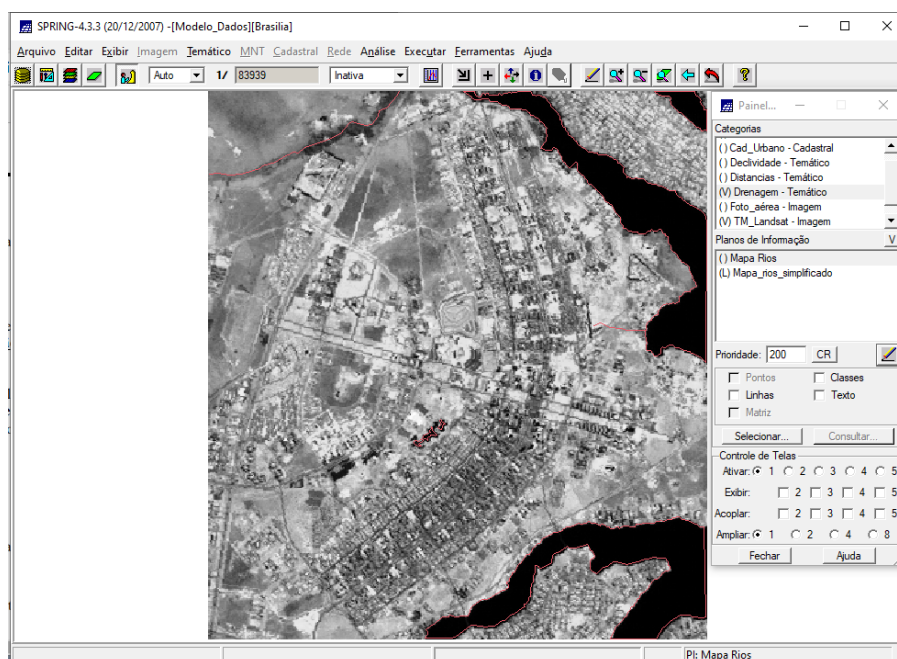 SPRING-4.3.3 (20/12/2007) -[Modelo_Dados][Brasilia]
Arquivo Editar Exibir Imagem Temático MNT Cadastral Rede Análise Executar Ferramentas Ajuda
Auto 1/ 83939 Inativa
Painel...
Categorias
( ) Cad_Urbano - Cadastral
( ) Declividade - Temático
( ) Distancias - Temático
(V) Drenagem - Temático
( ) Foto_aérea - Imagem
(V) TM_Landsat - Imagem
Planos de Informação V
( ) Mapa Rios
(L) Mapa_rios_simplificado
Prioridade: 200 CR
Pontos Classes
Linhas Texto
Matriz
Selecionar... Consultar...
Controle de Telas
Ativar: 1 2 3 4 5
Exibir: 2 3 4 5
Acoplar: 2 3 4 5
Ampliar: 1 2 4 8
Fechar Ajuda
PI: Mapa Rios